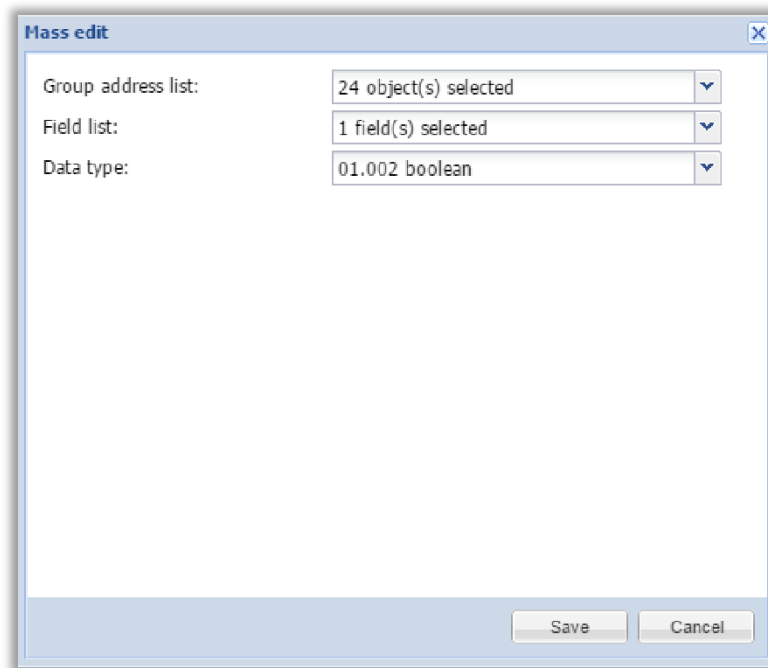 Mass edit
Group address list: 24 object(s) selected
Field list: 1 field(s) selected
Data type: 01.002 boolean
Save Cancel